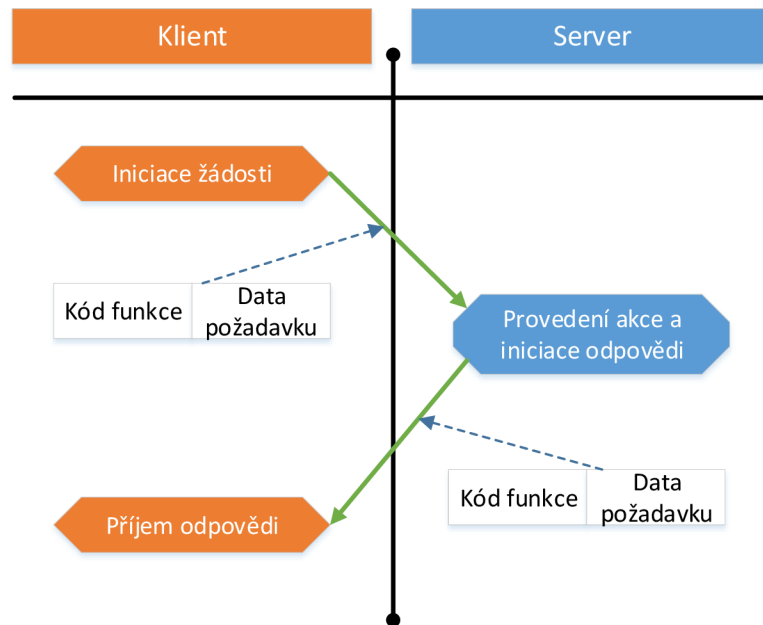 Klient
Server
Iniciace žádosti
Kód funkce
Data
požadavku
Provedení akce a
iniciace odpovědi
Kód funkce
Data
požadavku
Příjem odpovědi